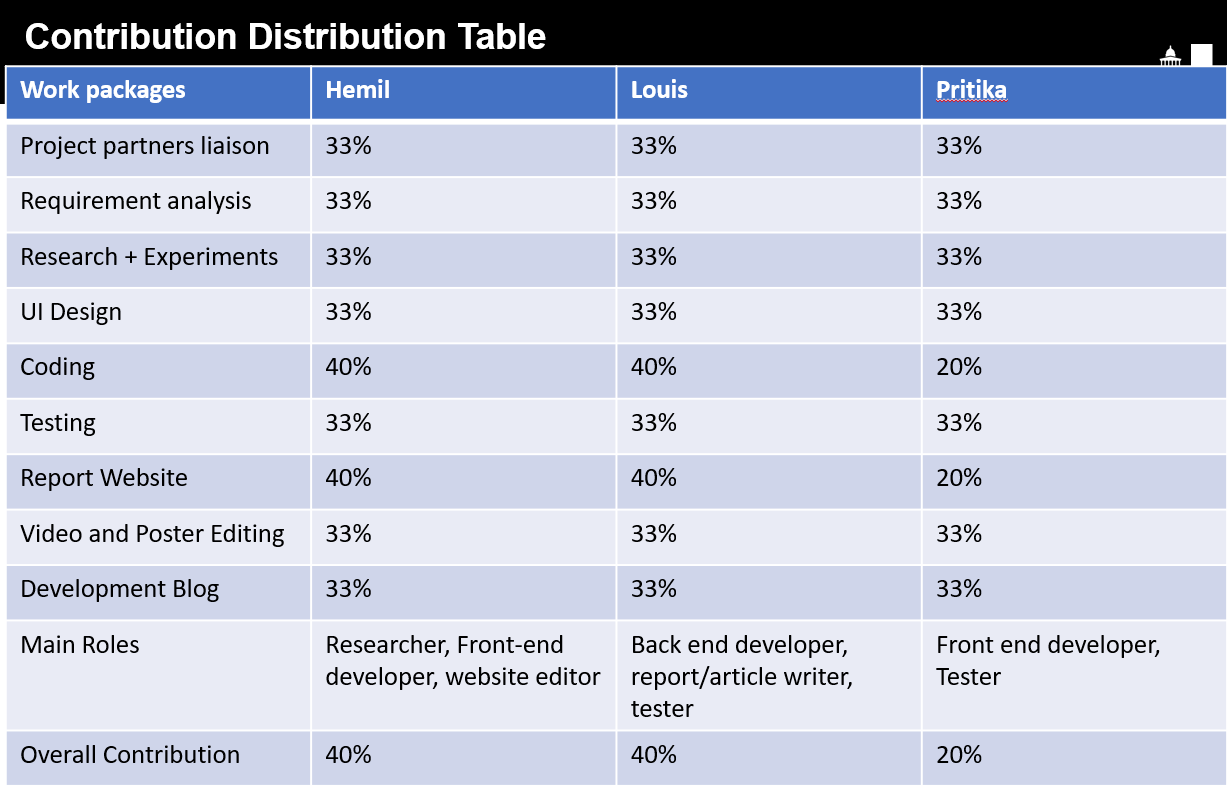 Contribution Distribution Table
Work packages Hemil Louis Pritika
Project partners liaison 33% 33% 33%
Requirement analysis 33% 33% 33%
Research + Experiments 33% 33% 33%
UI Design 33% 33% 33%
Coding 40% 40% 20%
Testing 33% 33% 33%
Report Website 40% 40% 20%
Video and Poster Editing 33% 33% 33%
Development Blog 33% 33% 33%
Main Roles Researcher, Front-end Back end developer, Front end developer,
developer, website editor report/article writer, Tester
tester
Overall Contribution 40% 40% 20%